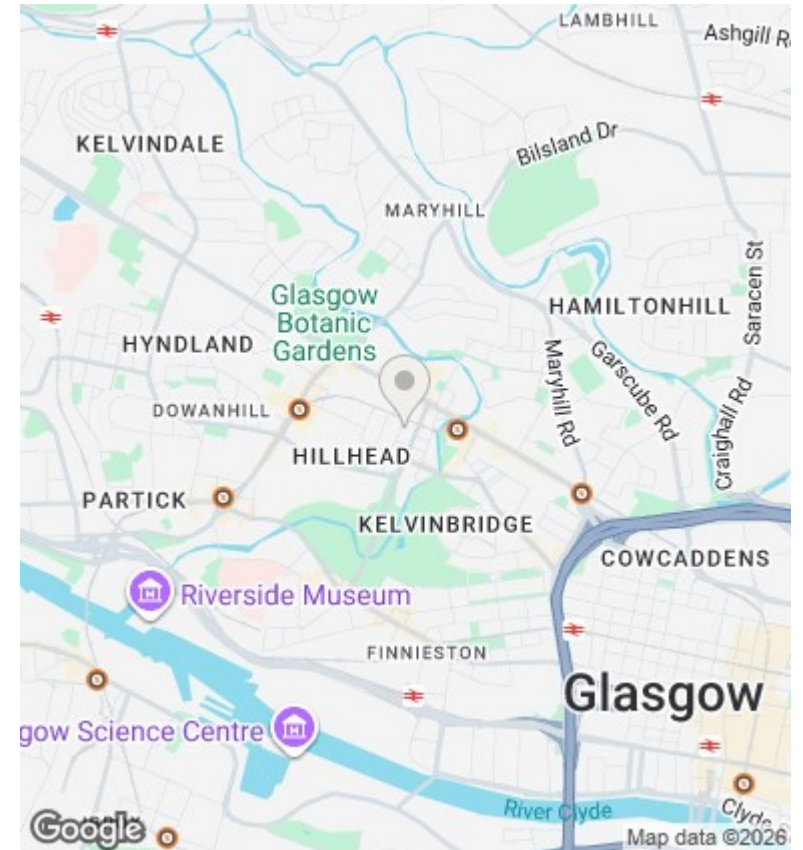 LAMBHILL
Ashgill R
KELVINDALE
Bilsland Dr
MARYHILL
Saracen St
Glasgow
Botanic
Gardens
HAMILTONHILL
HYNDLAND
Maryhill Rd
Garscube Rd
Craighall Rd
DOWANHILL
HILLHEAD
PARTICK
KELVINBRIDGE
COWCADDENS
Riverside Museum
FINNIESTON
Glasgow
gow Science Centre
River Clyde
Clyde
Google
Map data ©2026